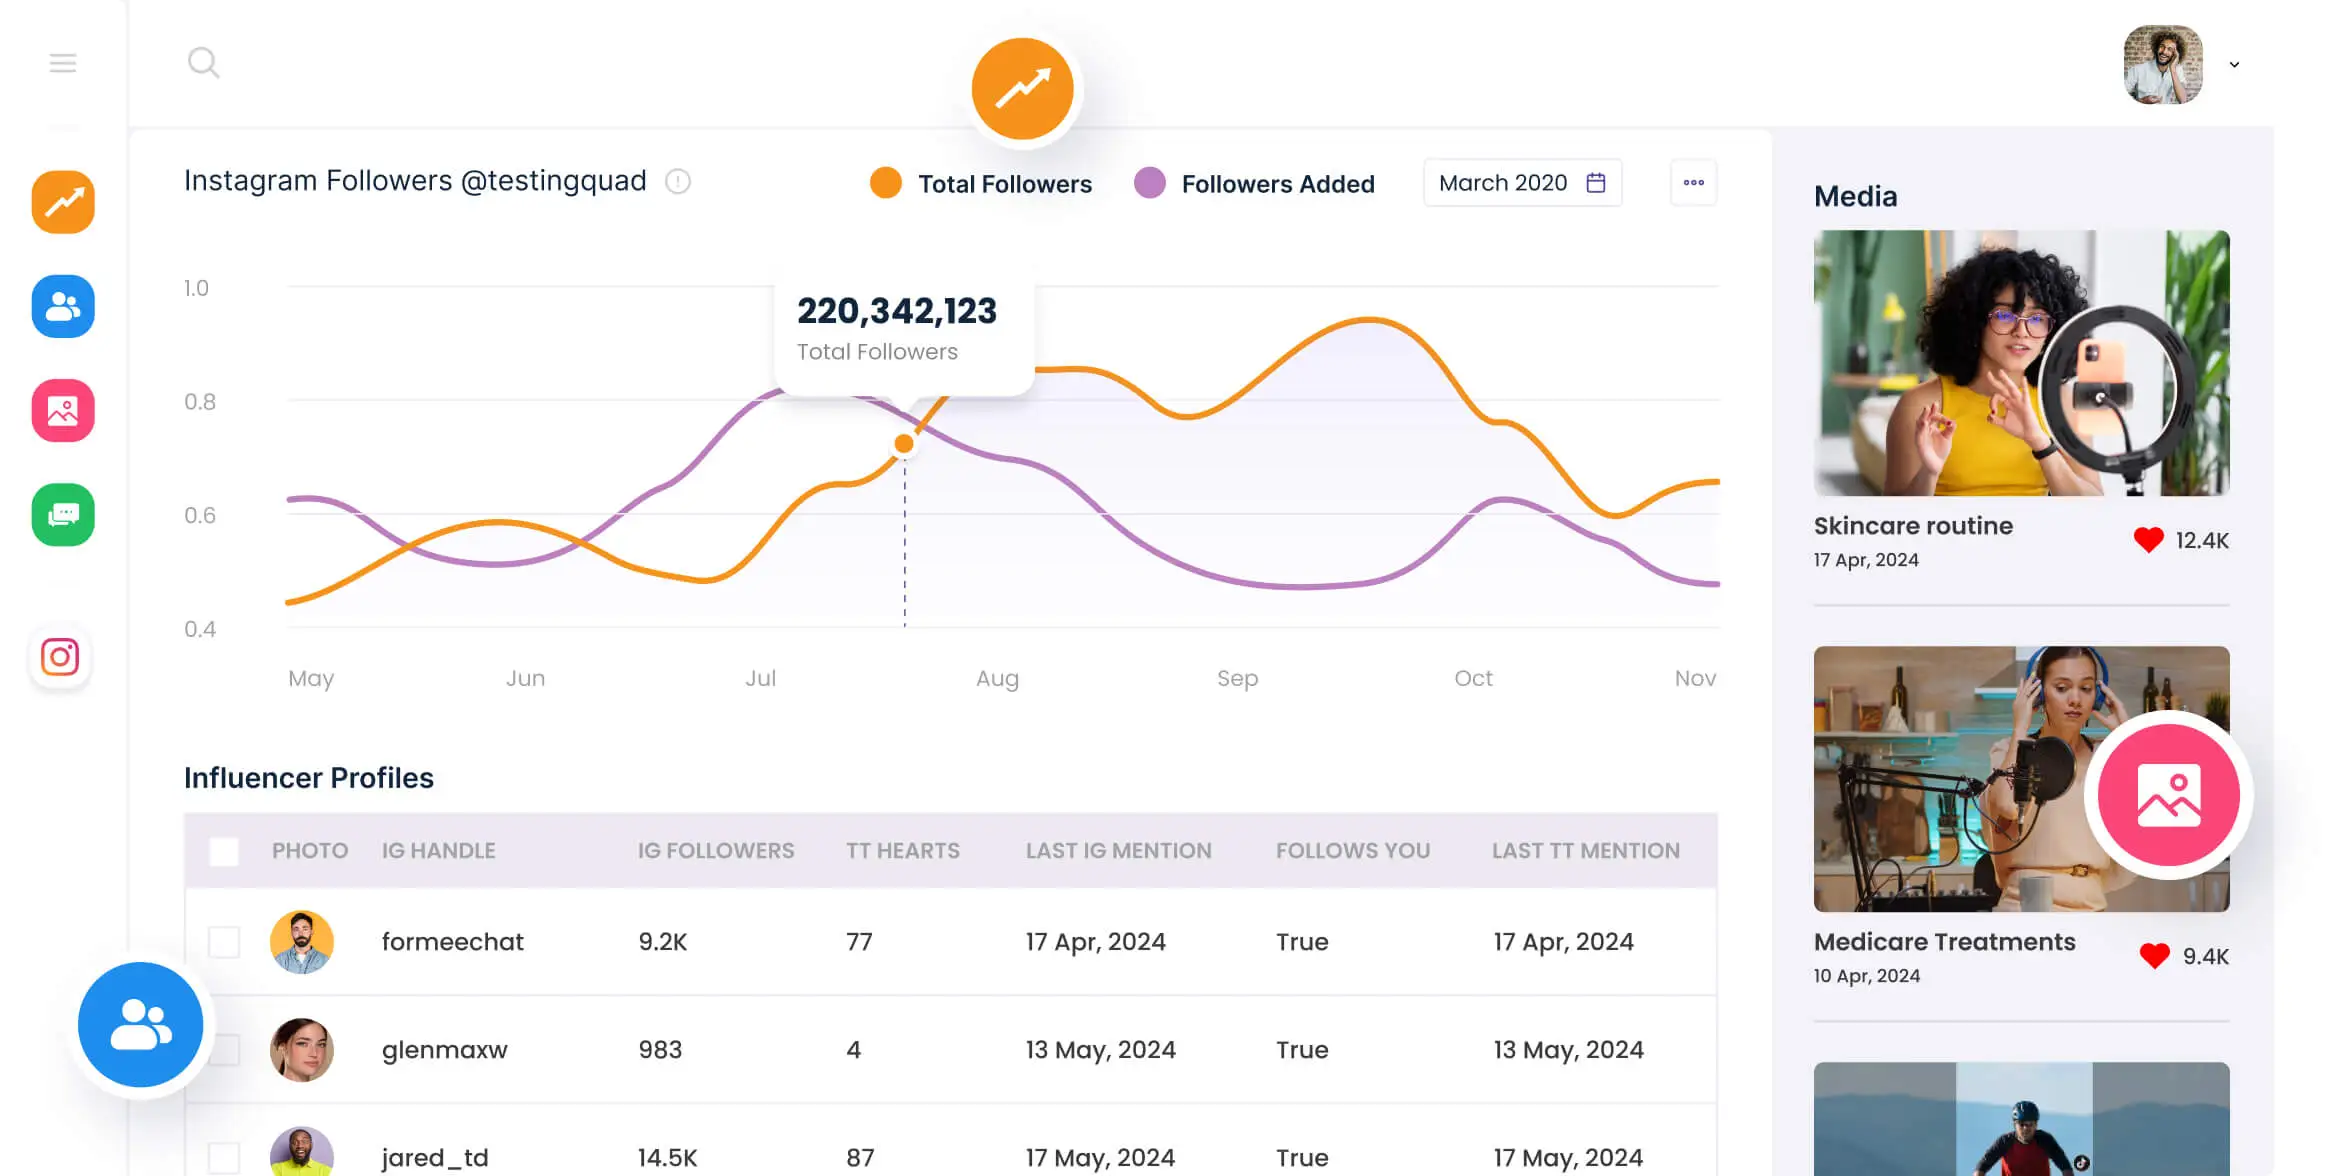 Instagram Followers @testingquad
Total Followers
Followers Added
March 2020
1.0
0.8
0.6
0.4
220,342,123
Total Followers
May Jun Jul Aug Sep Oct Nov
Influencer Profiles
PHOTO IG HANDLE IG FOLLOWERS TT HEARTS LAST IG MENTION FOLLOWS YOU LAST TT MENTION
formeechat 9.2K 77 17 Apr, 2024 True 17 Apr, 2024
glenmaxw 983 4 13 May, 2024 True 13 May, 2024
jared_td 14.5K 87 17 May, 2024 True 17 May, 2024
Media
Skincare routine
12.4K
17 Apr, 2024
Medicare Treatments
9.4K
10 Apr, 2024